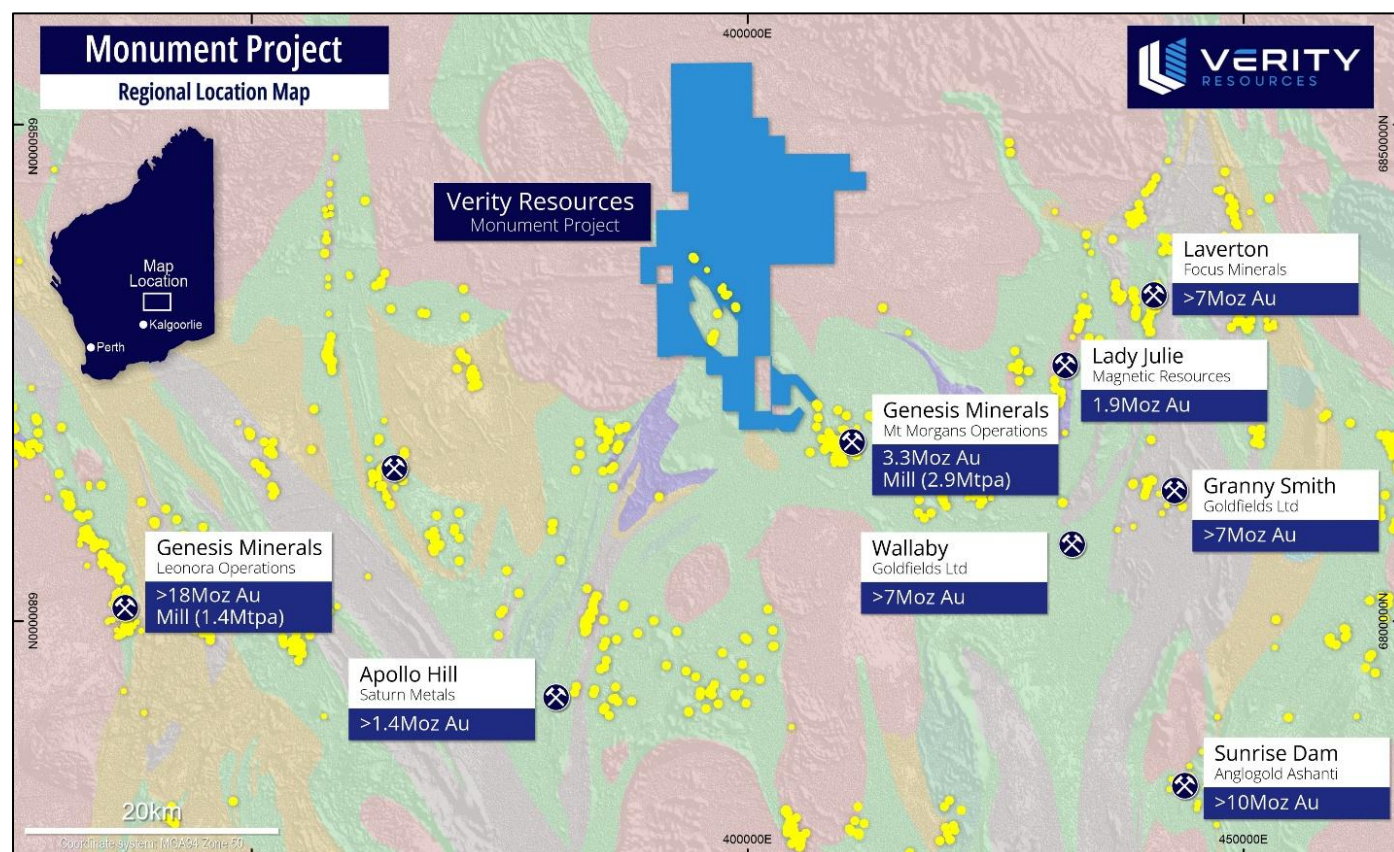 Monument Project
Regional Location Map
400000E
VERITY
RESOURCES
6850000N
6850000N
Map
Location
Kalgoorlie
Perth
Verity Resources
Monument Project
Laverton
Focus Minerals
>7Moz Au
Lady Julie
Magnetic Resources
1.9Moz Au
Genesis Minerals
Mt Morgans Operations
3.3Moz Au
Mill (2.9Mtpa)
Granny Smith
Goldfields Ltd
>7Moz Au
Wallaby
Goldfields Ltd
>7Moz Au
Genesis Minerals
Leonora Operations
>18Moz Au
Mill (1.4Mtpa)
6800000N
6800000N
Apollo Hill
Saturn Metals
>1.4Moz Au
Sunrise Dam
Anglogold Ashanti
>10Moz Au
20km
Coordinate system: MGA94 Zone 50
400000E
450000E